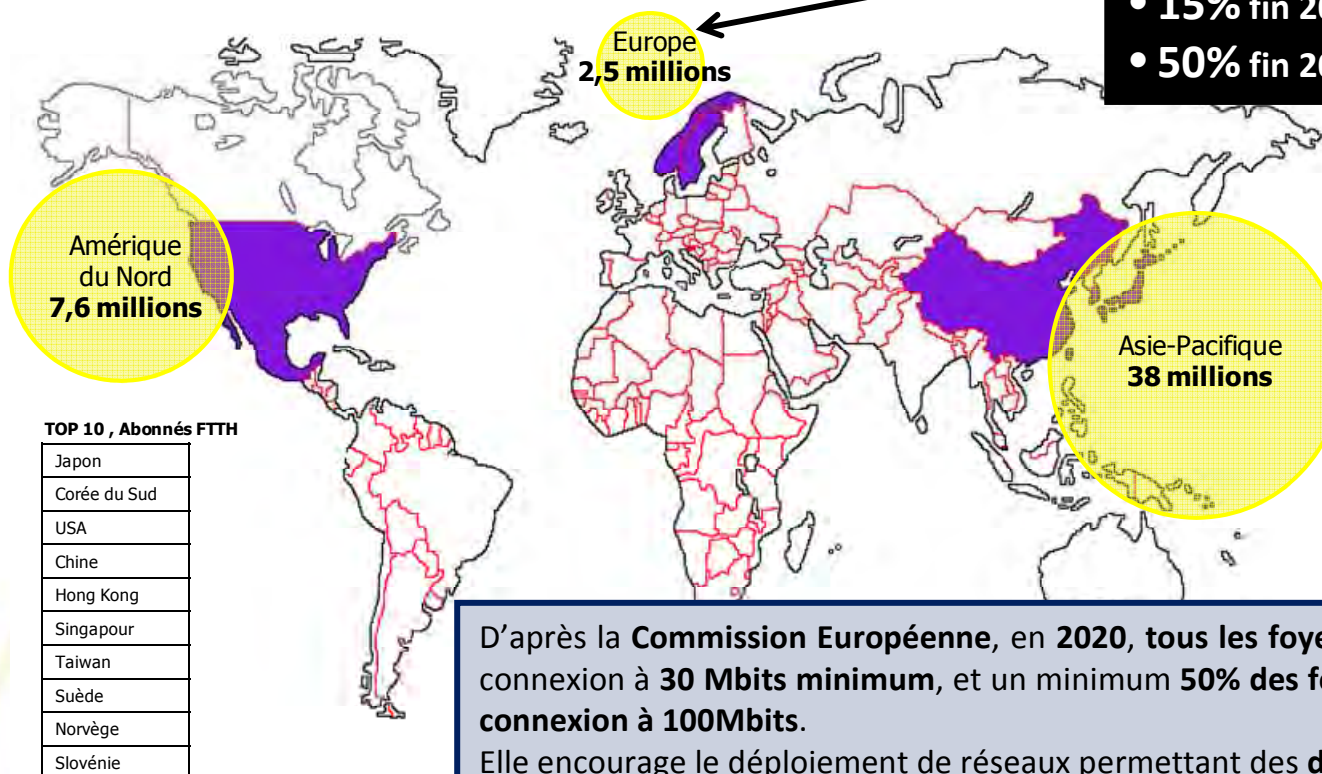 • 15% fin 20
• 50% fin 20
Europe
2,5 millions
Amérique
du Nord
7,6 millions
Asie-Pacifique
38 millions
TOP 10 , Abonnés FTTH
Japon
Corée du Sud
USA
Chine
Hong Kong
Singapour
Taiwan
Suède
Norvège
Slovénie
D’après la Commission Européenne, en 2020, tous les foye
connexion à 30 Mbits minimum, et un minimum 50% des fo
connexion à 100Mbits.
Elle encourage le déploiement de réseaux permettant des d